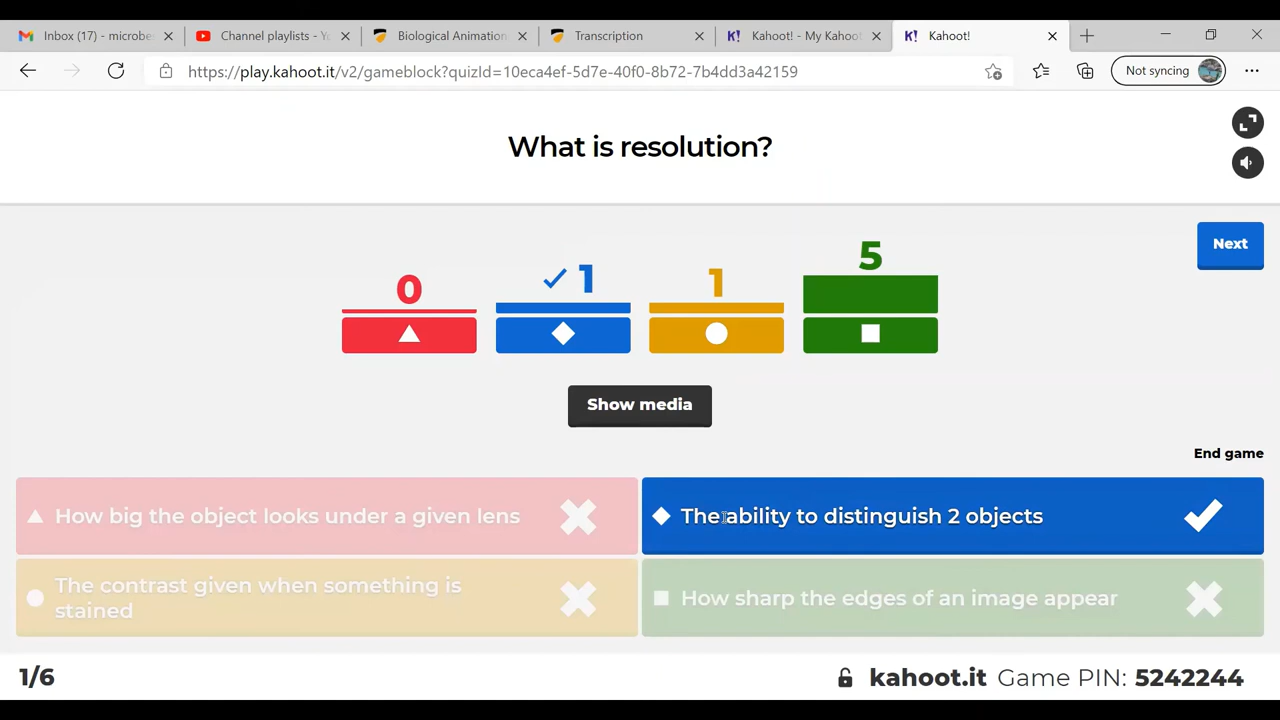 Inbox (17) - microbe
Channel playlists - Y
Biological Animation
Transcription
Kahoot! - My Kahoot
Kahoot!
https://play.kahoot.it/v2/gameblock?quizId=10eca4ef-5d7e-40f0-8b72-7b4dd3a42159
Not syncing
What is resolution?
Next
0
1
1
5
Show media
End game
How big the object looks under a given lens
The ability to distinguish 2 objects
The contrast given when something is
stained
How sharp the edges of an image appear
1/6
kahoot.it Game PIN: 5242244